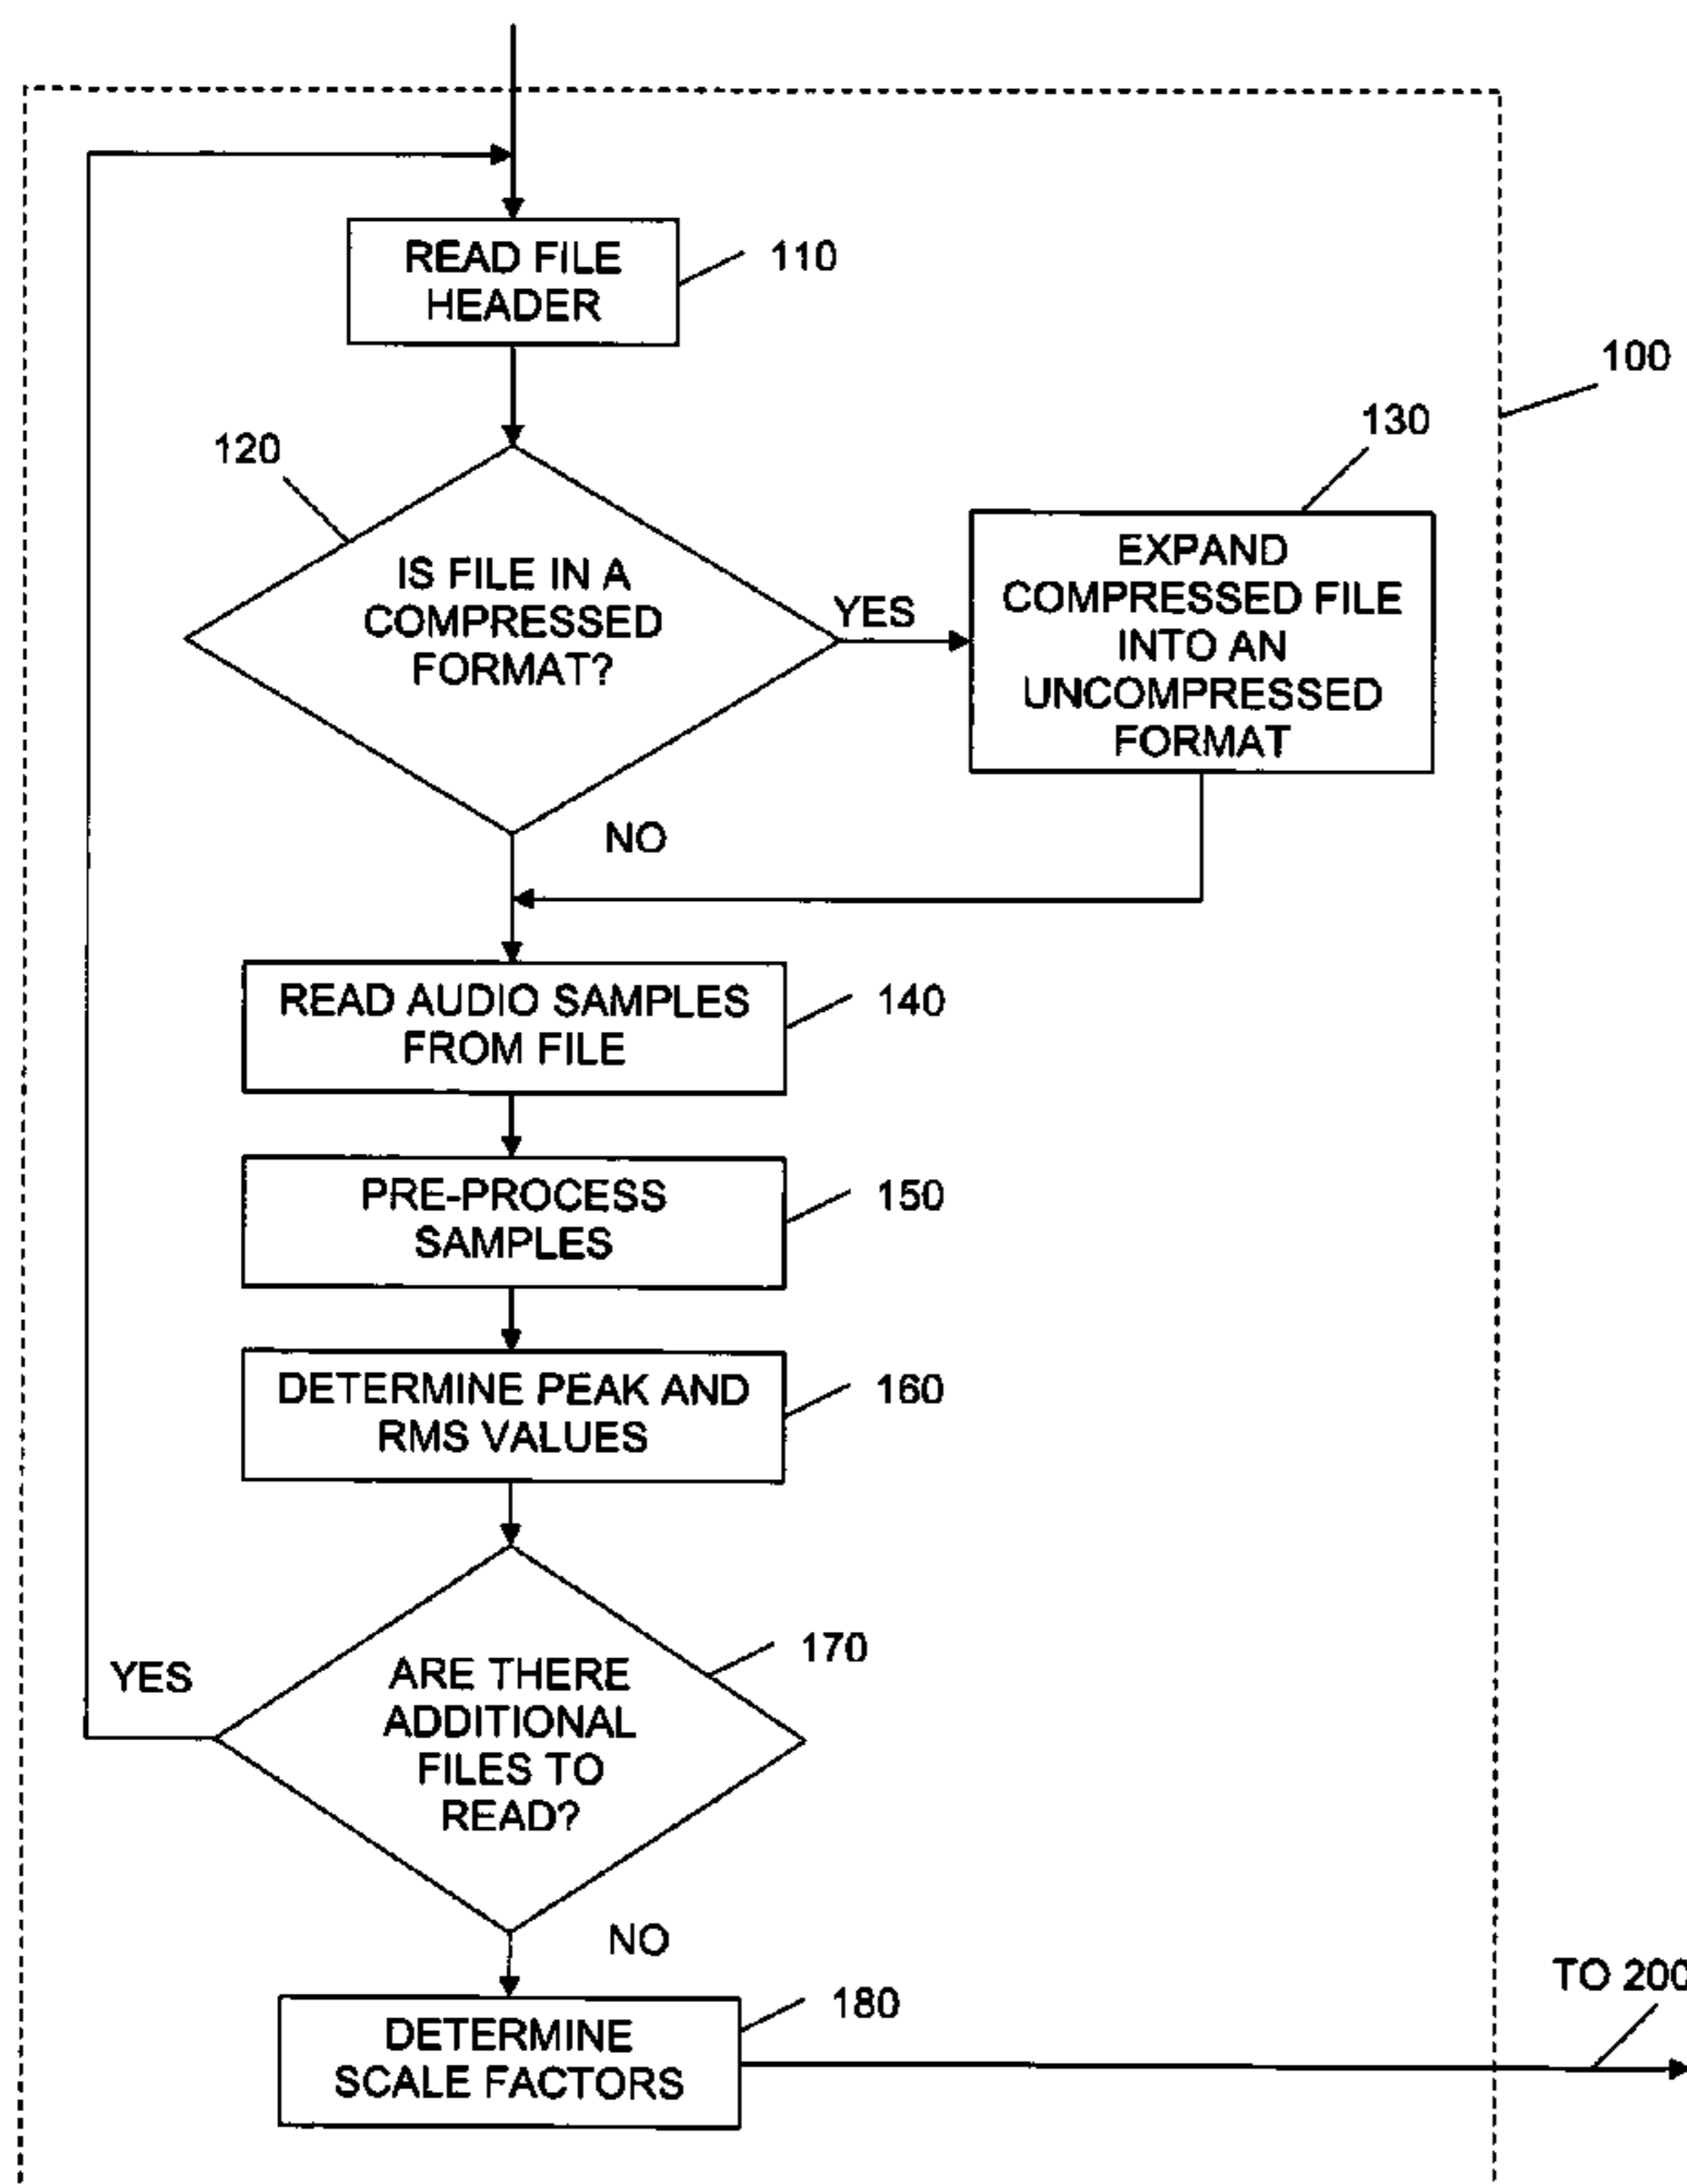 READ FILE
HEADER
110
100
120
130
IS FILE IN A
COMPRESSED
FORMAT?
YES
EXPAND
COMPRESSED FILE
INTO AN
UNCOMPRESSED
FORMAT
NO
READ AUDIO SAMPLES
FROM FILE
140
PRE-PROCESS
SAMPLES
150
DETERMINE PEAK AND
RMS VALUES
160
170
YES
ARE THERE
ADDITIONAL
FILES TO
READ?
NO
TO 200
180
DETERMINE
SCALE FACTORS